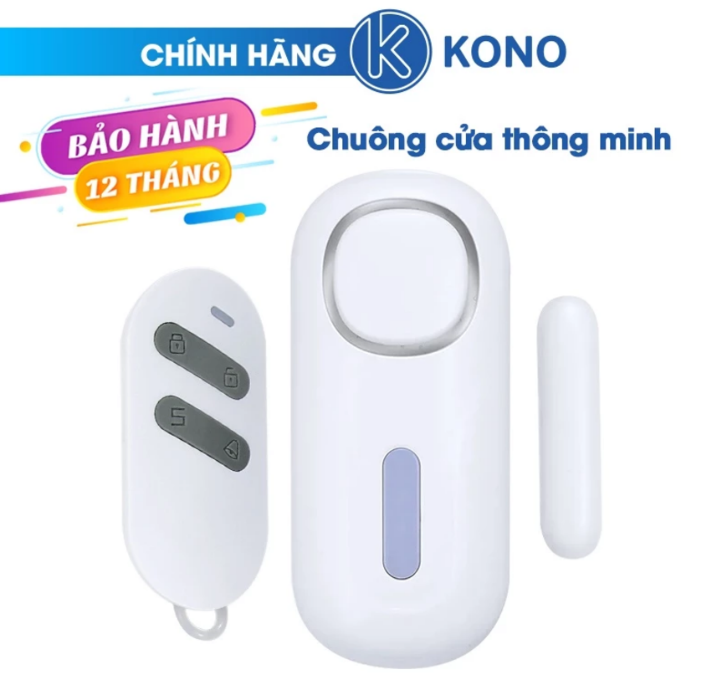 CHÍNH HÃNG K KONO
BẢO HÀNH
12 THÁNG
Chuông cửa thông minh
S